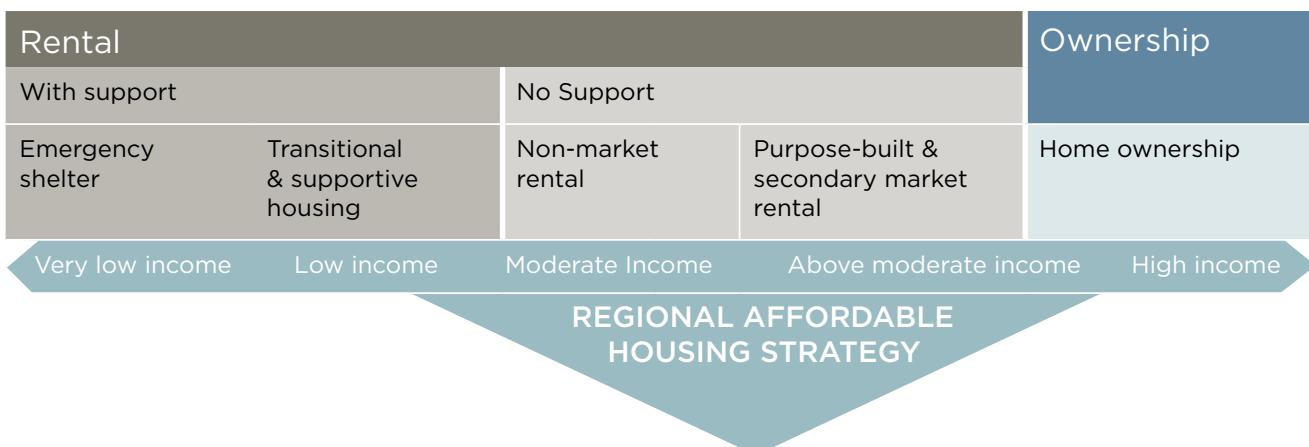 Rental
Ownership
With support
No Support
Emergency
shelter
Transitional
& supportive
housing
Non-market
rental
Purpose-built &
secondary market
rental
Home ownership
Very low income
Low income
Moderate Income
Above moderate income
High income
REGIONAL AFFORDABLE
HOUSING STRATEGY